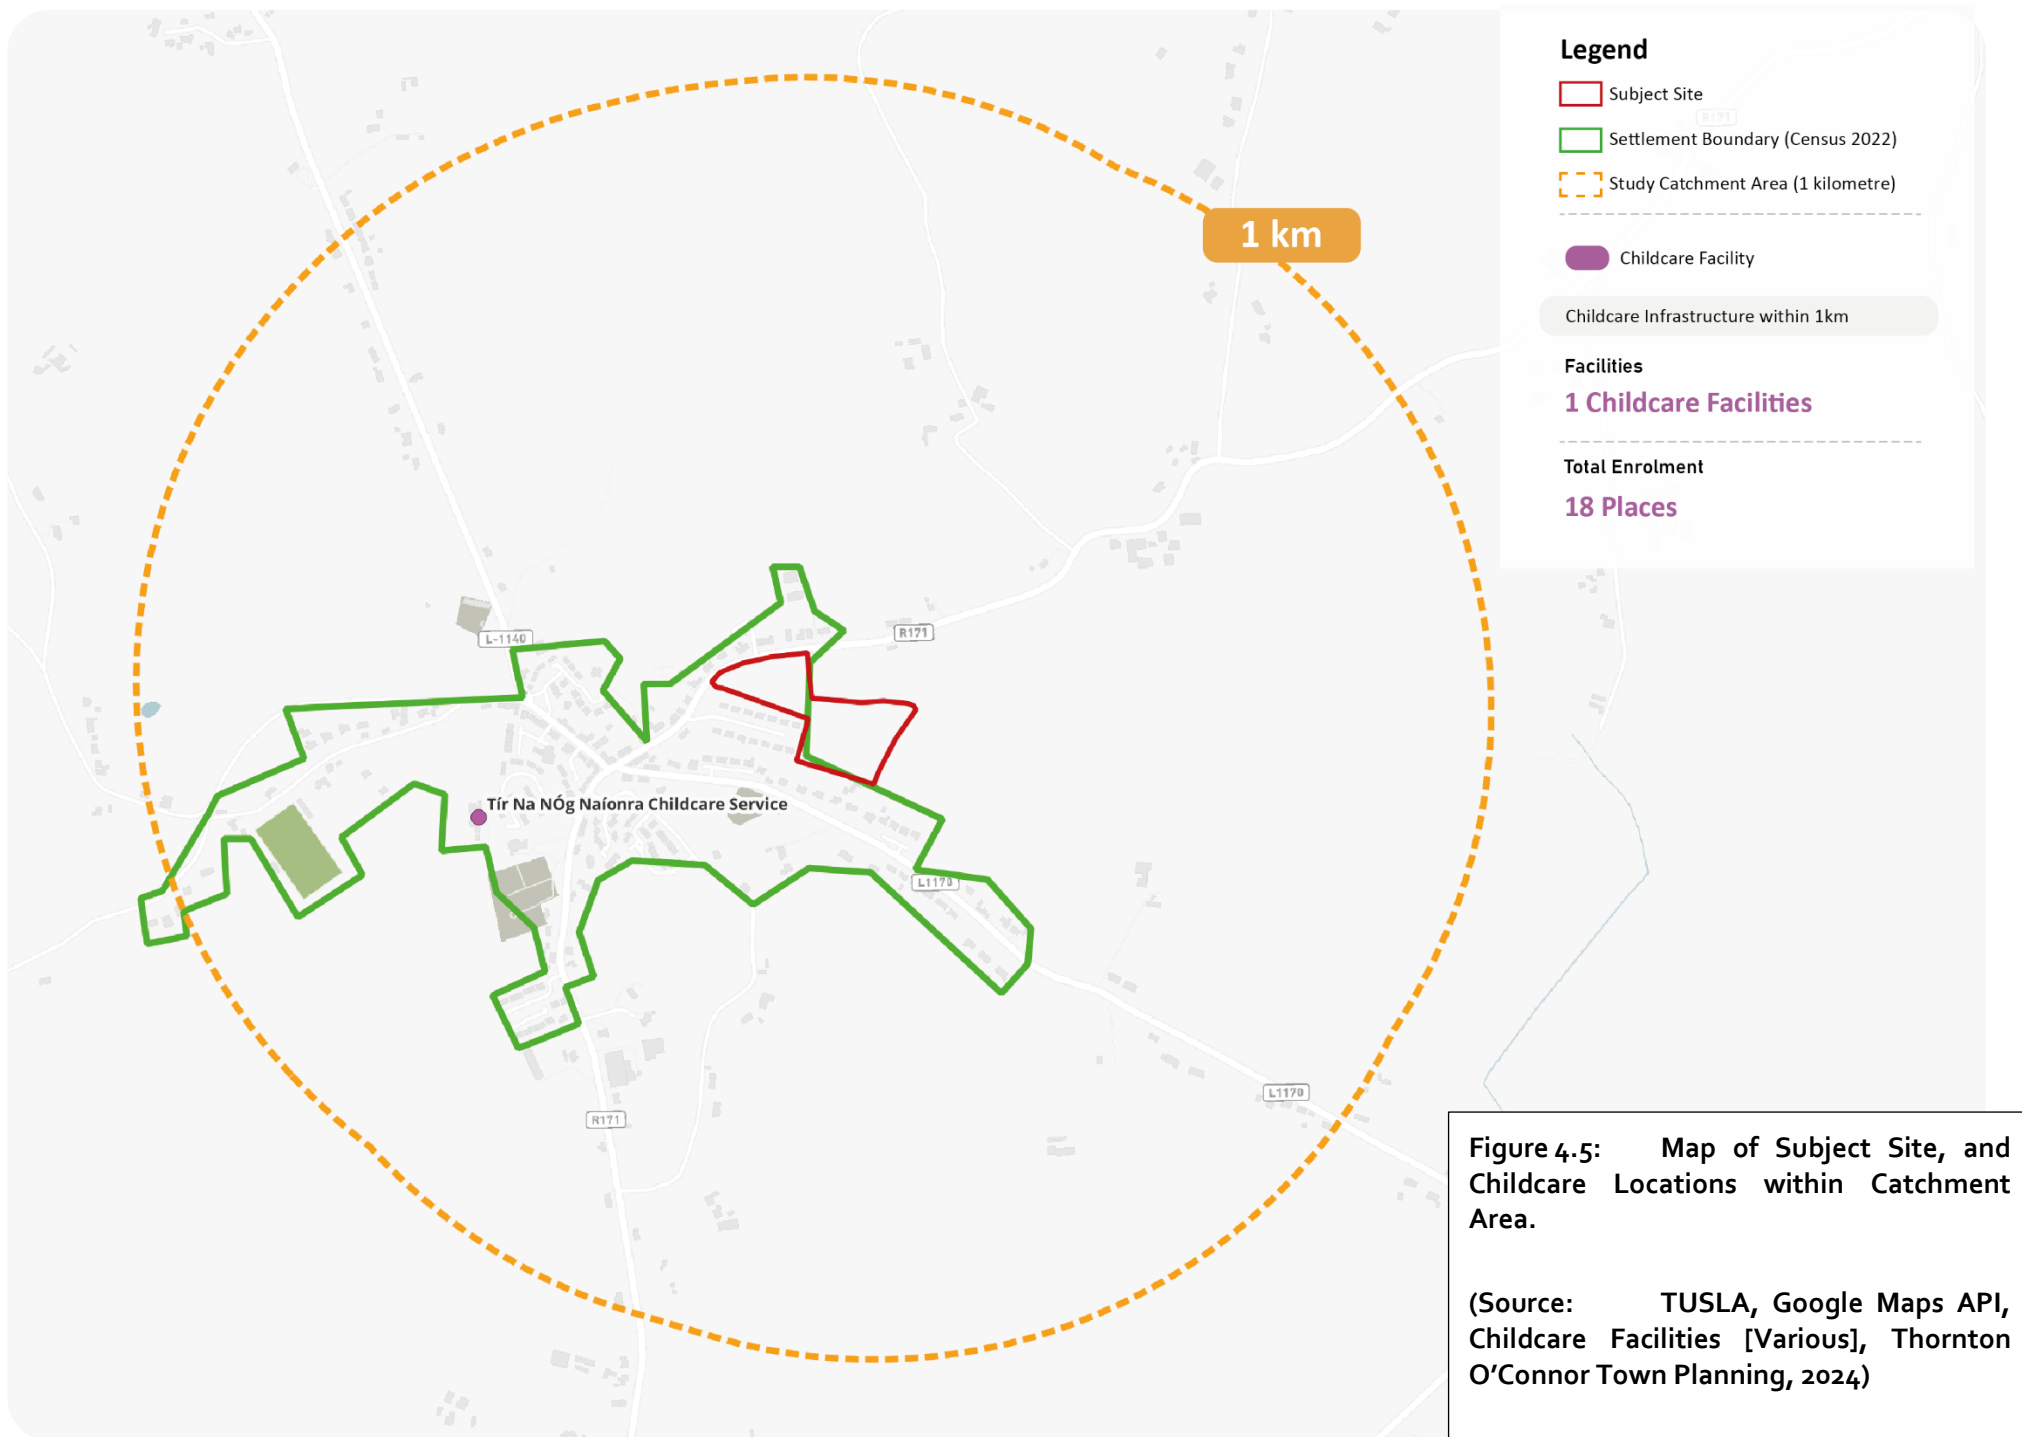 Legend
Subject Site
R171
Settlement Boundary (Census 2022)
Study Catchment Area (1 kilometre)
1 km
Childcare Facility
Childcare Infrastructure within 1km
Facilities
1 Childcare Facilities
Total Enrolment
18 Places
L-1140
R171
Tír Na NÓg Naíonra Childcare Service
L1170
L1170
R171
Figure 4.5: Map of Subject Site, and
Childcare Locations within Catchment
Area.
(Source: TUSLA, Google Maps API,
Childcare Facilities [Various], Thornton
O’Connor Town Planning, 2024)